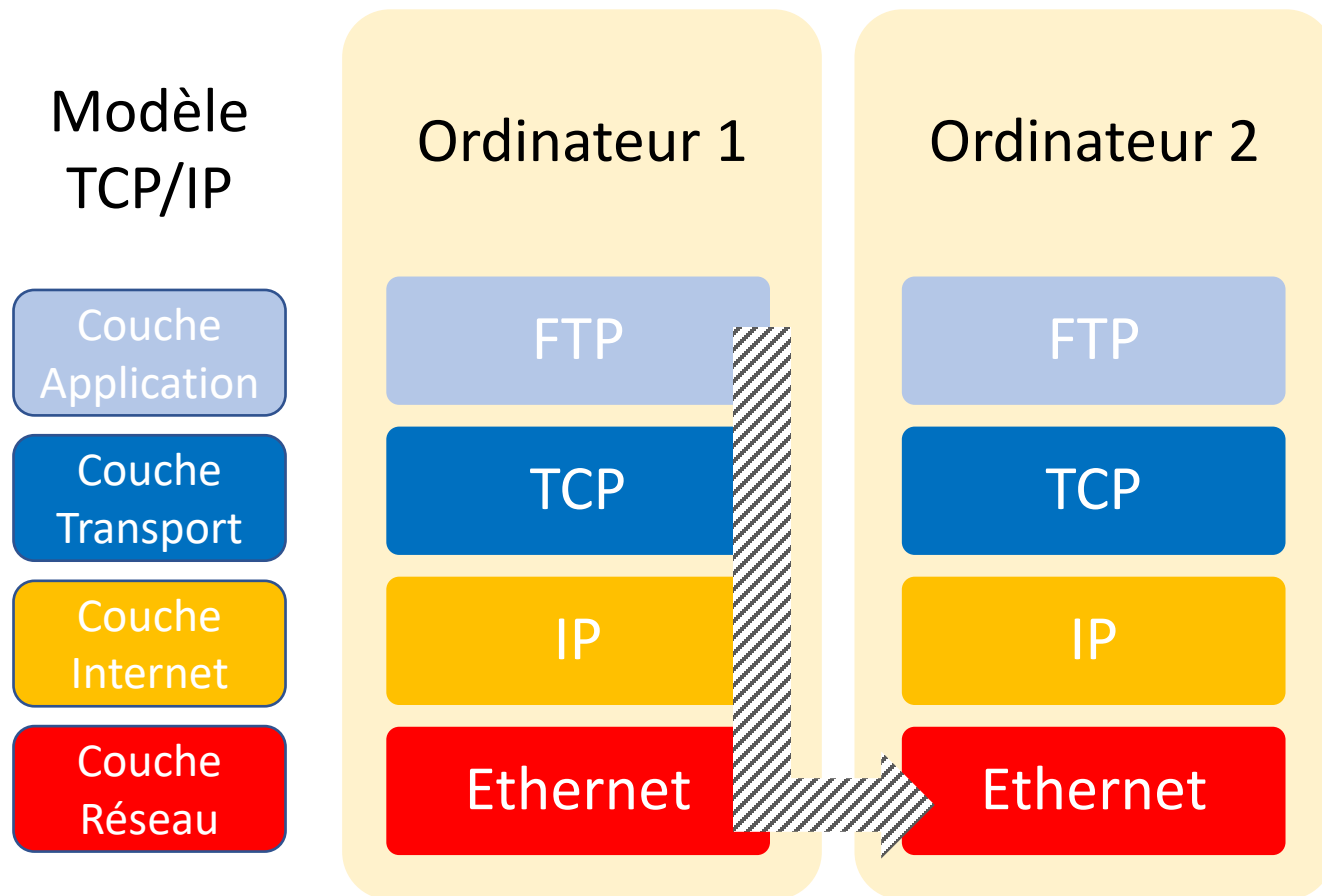 Modèle
TCP/IP
Ordinateur 1
Ordinateur 2
Couche
Application
FTP
FTP
Couche
Transport
TCP
TCP
Couche
Internet
IP
IP
Couche
Réseau
Ethernet
Ethernet